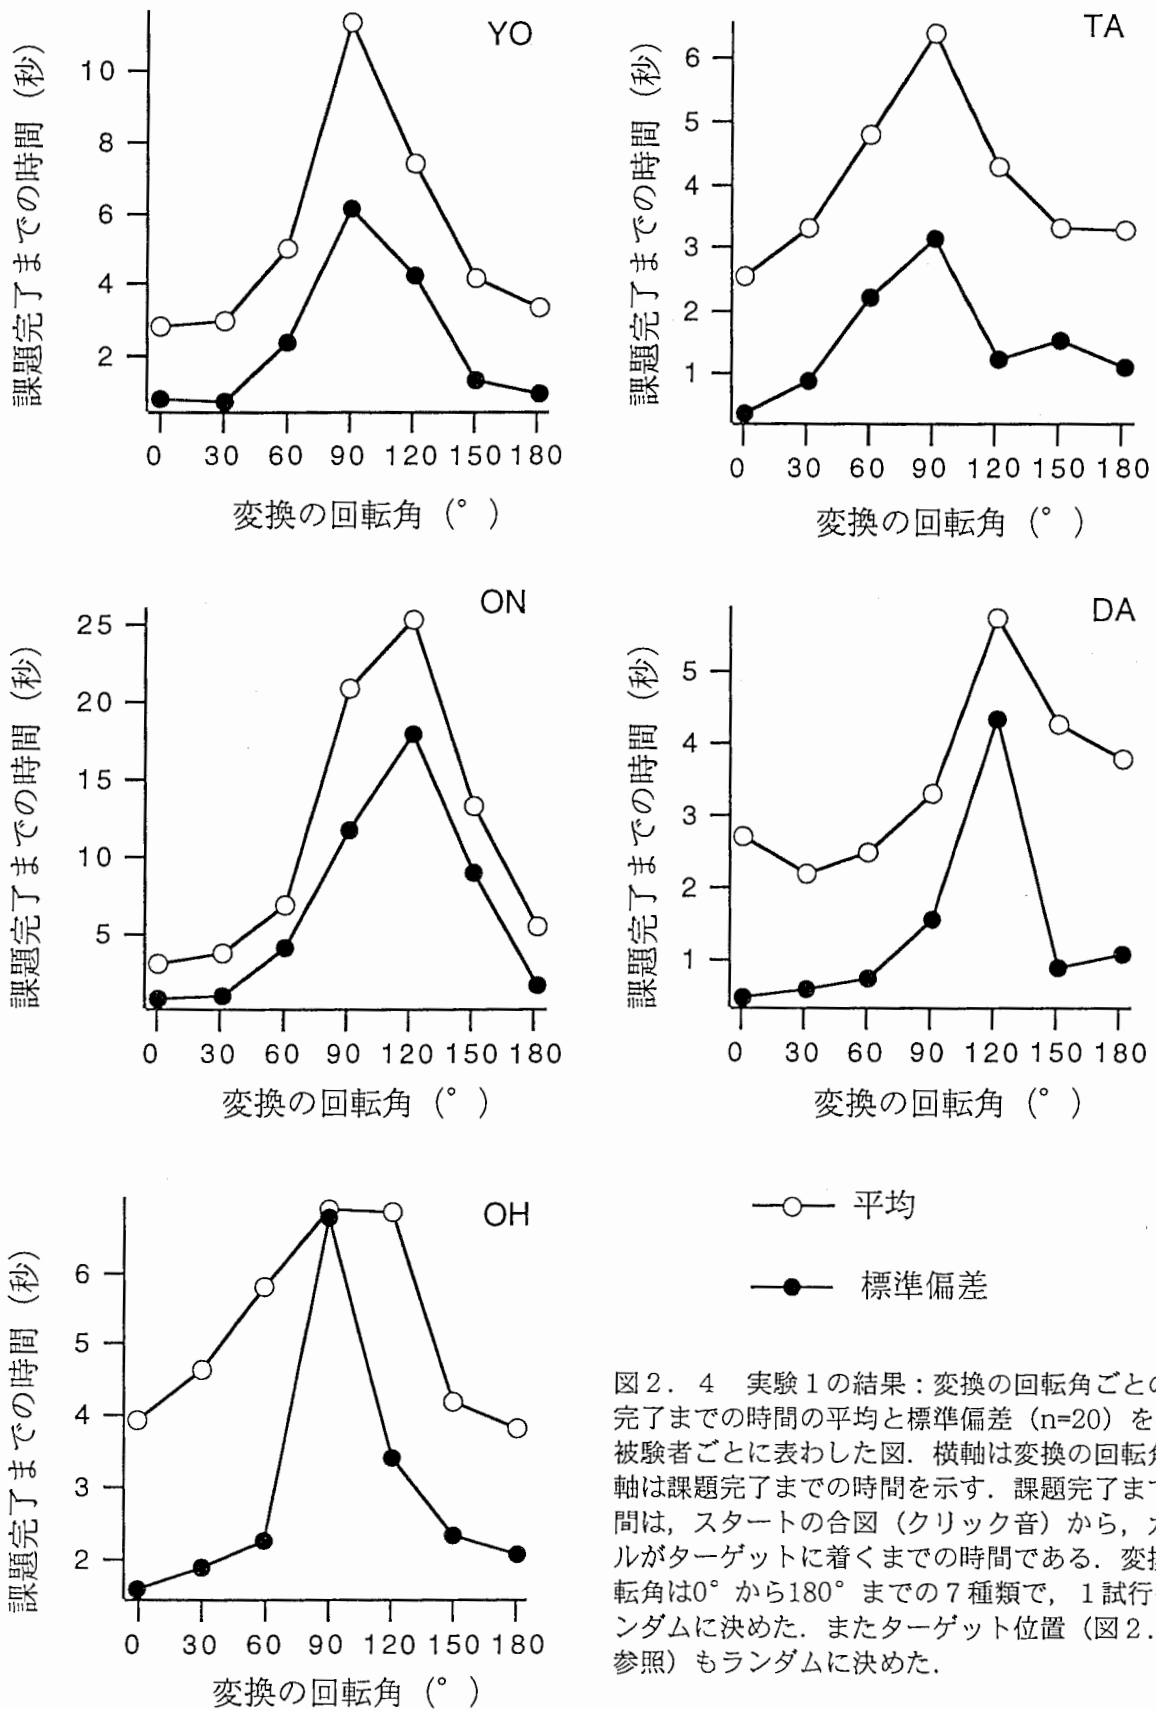 YO
課題完了までの時間（秒）
10
8
6
4
2
0 30 60 90 120 150 180
変換の回転角（°）
TA
課題完了までの時間（秒）
6
5
4
3
2
1
0 30 60 90 120 150 180
変換の回転角（°）
ON
課題完了までの時間（秒）
25
20
15
10
5
0 30 60 90 120 150 180
変換の回転角（°）
DA
課題完了までの時間（秒）
5
4
3
2
1
0 30 60 90 120 150 180
変換の回転角（°）
OH
課題完了までの時間（秒）
6
5
4
3
2
0 30 60 90 120 150 180
変換の回転角（°）
平均
標準偏差
図２．４　実験１の結果：変換の回転角ごとの
完了までの時間の平均と標準偏差（n=20）を
被験者ごとに表わした図．横軸は変換の回転角
軸は課題完了までの時間を示す．課題完了まで
間は，スタートの合図（クリック音）から，カ
ルがターゲットに着くまでの時間である．変換
転角は0°から180°までの７種類で，１試行
ンダムに決めた．またターゲット位置（図２．
参照）もランダムに決めた．